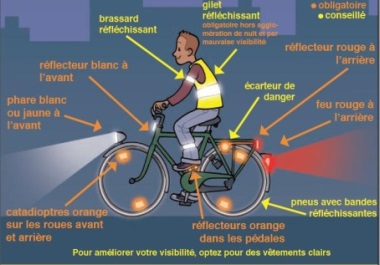 brassard
réfléchissant
gilet
réfléchissant
obligatoire hors agglo-
mération de nuit et par
mauvaise visibilité
obligatoire
conseillé
réflecteur blanc à
l'avant
réflecteur rouge à
l'arrière
écarteur de
danger
phare blanc
ou jaune à
l'avant
feu rouge à
l'arrière
catadioptres orange
sur les roues avant
et arrière
réflecteurs orange
dans les pédales
pneus avec bandes
réfléchissantes
Pour améliorer votre visibilité, optez pour des vêtements clairs